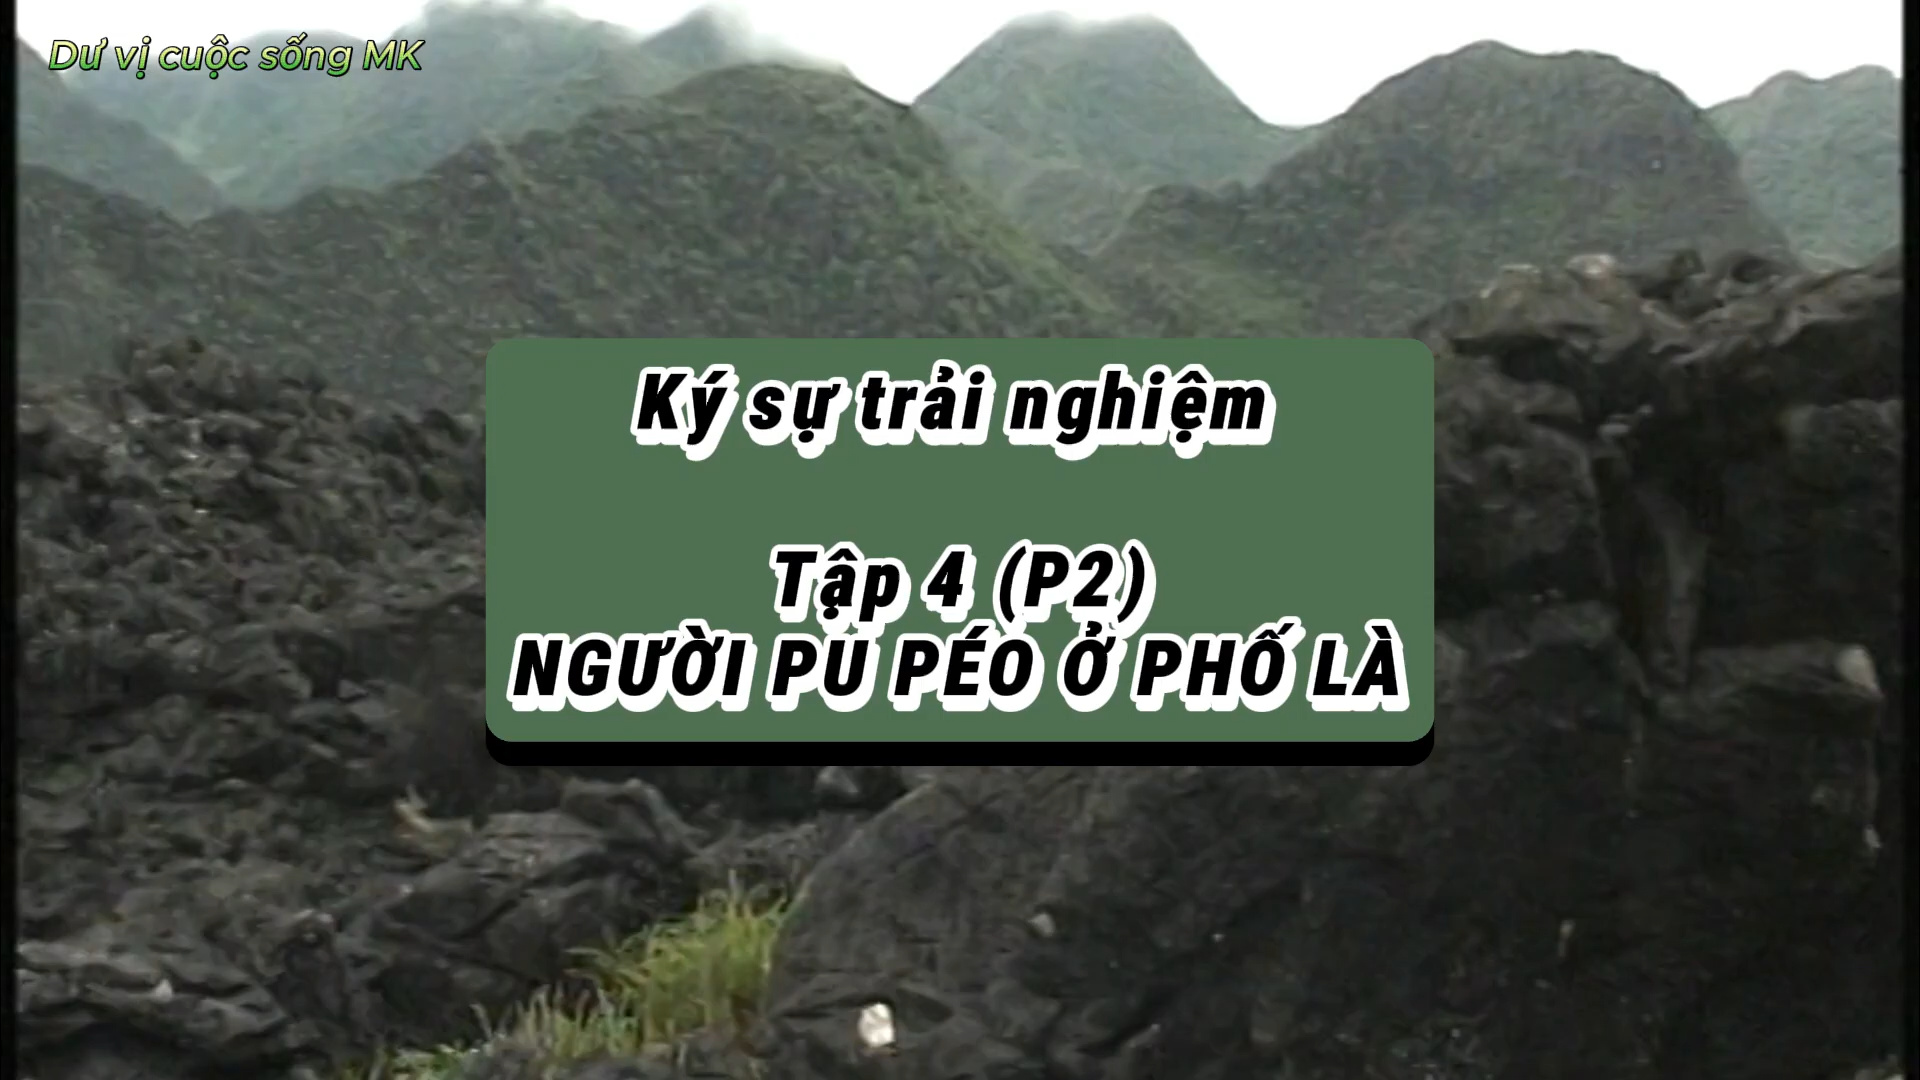 Dư vị cuộc sống MK
Ký sự trải nghiệm
Tập 4 (P2)
NGƯỜI PU PÉO Ở PHỐ LÀ